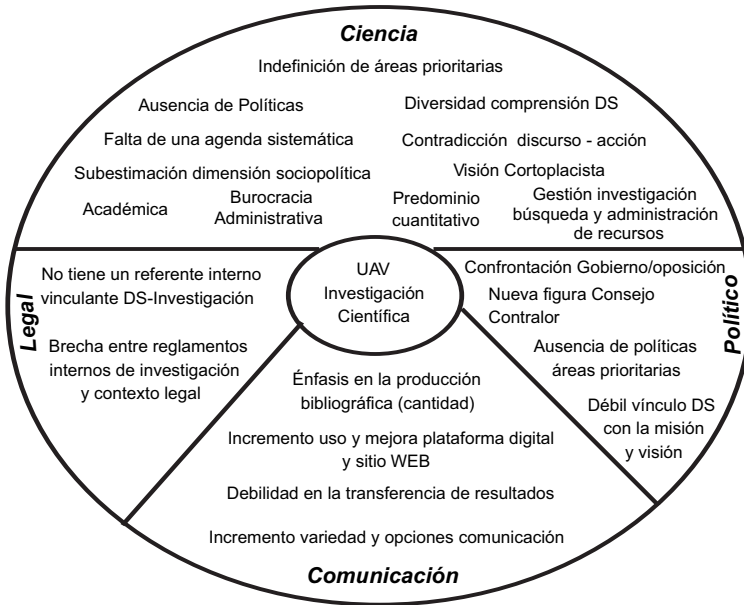 Ciencia
Indefinición de áreas prioritarias
Ausencia de Políticas
Diversidad comprensión DS
Falta de una agenda sistemática
Contradicción discurso - acción
Subestimación dimensión sociopolítica
Visión Cortoplacista
Académica
Burocracia
Administrativa
Predominio
cuantitativo
Gestión investigación
búsqueda y administración
de recursos
Legal
No tiene un referente interno
vinculante DS-Investigación
Brecha entre reglamentos
internos de investigación
y contexto legal
UAV
Investigación
Científica
Político
Confrontación Gobierno/oposición
Nueva figura Consejo
Contralor
Ausencia de políticas
áreas prioritarias
Débil vínculo DS
con la misión
y visión
Énfasis en la producción
bibliográfica (cantidad)
Incremento uso y mejora plataforma digital
y sitio WEB
Debilidad en la transferencia de resultados
Incremento variedad y opciones comunicación
Comunicación